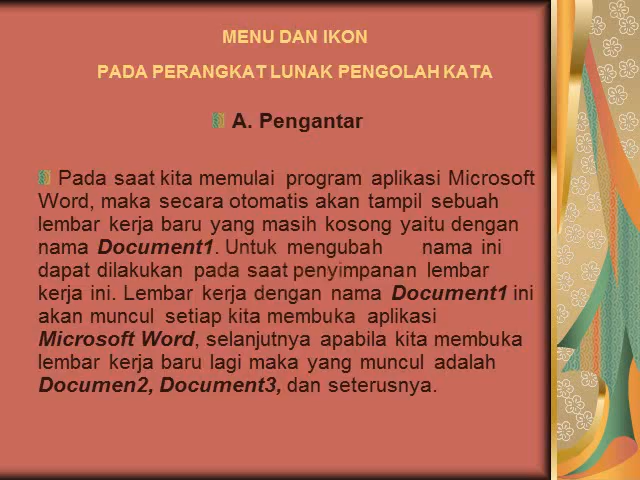 MENU DAN IKON
PADA PERANGKAT LUNAK PENGOLAH KATA
A. Pengantar
Pada saat kita memulai program aplikasi Microsoft
Word, maka secara otomatis akan tampil sebuah
lembar kerja baru yang masih kosong yaitu dengan
nama Document1. Untuk mengubah nama ini
dapat dilakukan pada saat penyimpanan lembar
kerja ini. Lembar kerja dengan nama Document1 ini
akan muncul setiap kita membuka aplikasi
Microsoft Word, selanjutnya apabila kita membuka
lembar kerja baru lagi maka yang muncul adalah
Documen2, Document3, dan seterusnya.